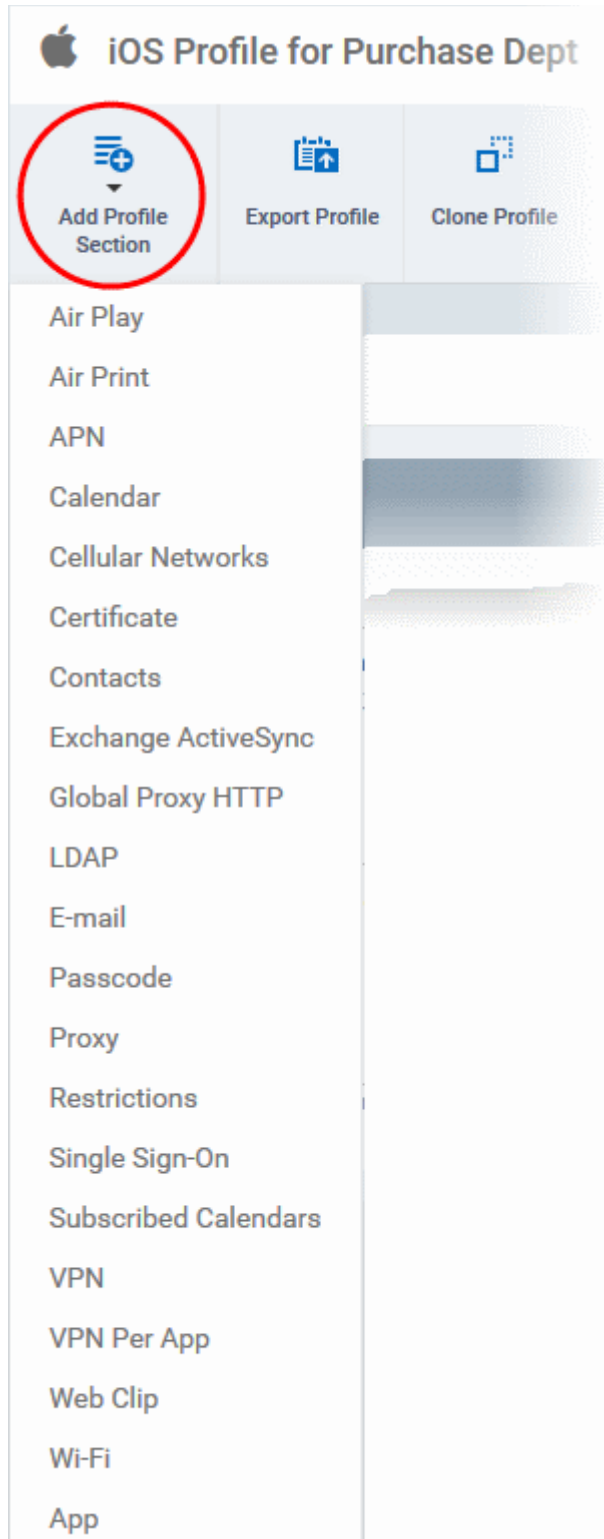 iOS Profile for Purchase Dept
Add Profile
Section
Export Profile
Clone Profile
Air Play
Air Print
APN
Calendar
Cellular Networks
Certificate
Contacts
Exchange ActiveSync
Global Proxy HTTP
LDAP
E-mail
Passcode
Proxy
Restrictions
Single Sign-On
Subscribed Calendars
VPN
VPN Per App
Web Clip
Wi-Fi
App